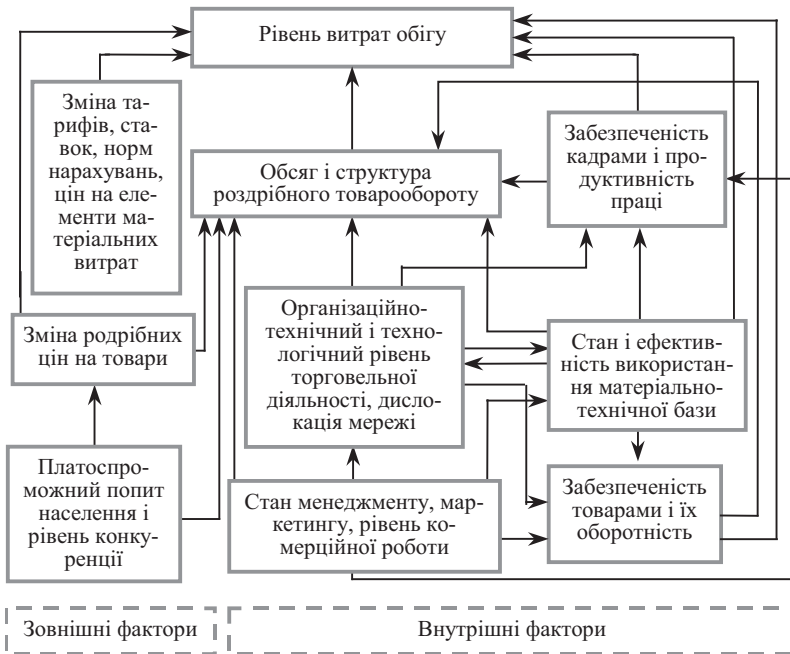 Рівень витрат обігу
Зміна та-
рифів, ста-
вок, норм
нарахувань,
цін на еле-
менти ма-
теріальних
витрат
Обсяг і структура
роздрібного товарообороту
Забезпеченість
кадрами і про-
дуктивність
праці
Зміна родрібних
цін на товари
Організаційно-
технічний і техно-
логічний рівень
торговельної
діяльності, дисло-
кація мережі
Стан і ефектив-
ність використан-
ня матеріально-
технічної бази
Платоспро-
можний попит
населення і
рівень конку-
ренції
Стан менеджменту, мар-
кетингу, рівень ко-
мерційної роботи
Забезпеченість
товарами і їх
оборотність
Зовнішні фактори
Внутрішні фактори